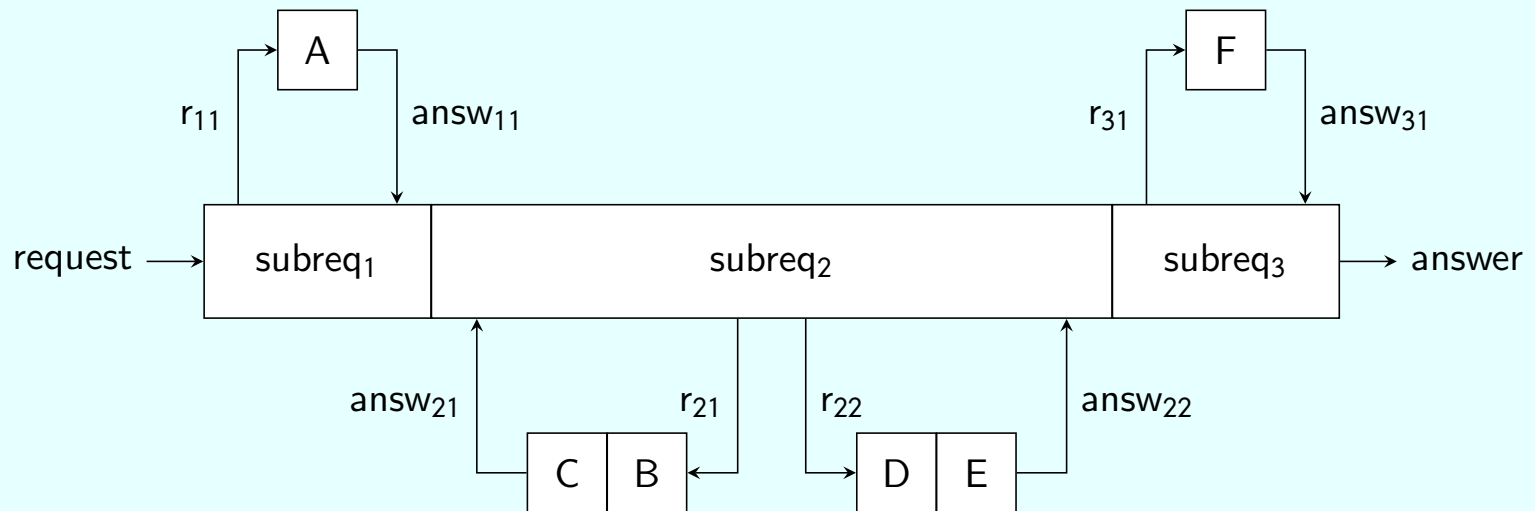 A
F
r11
answ11
r31
answ31
request
subreq1
subreq2
subreq3
answer
answ21
r21
r22
answ22
C
B
D
E